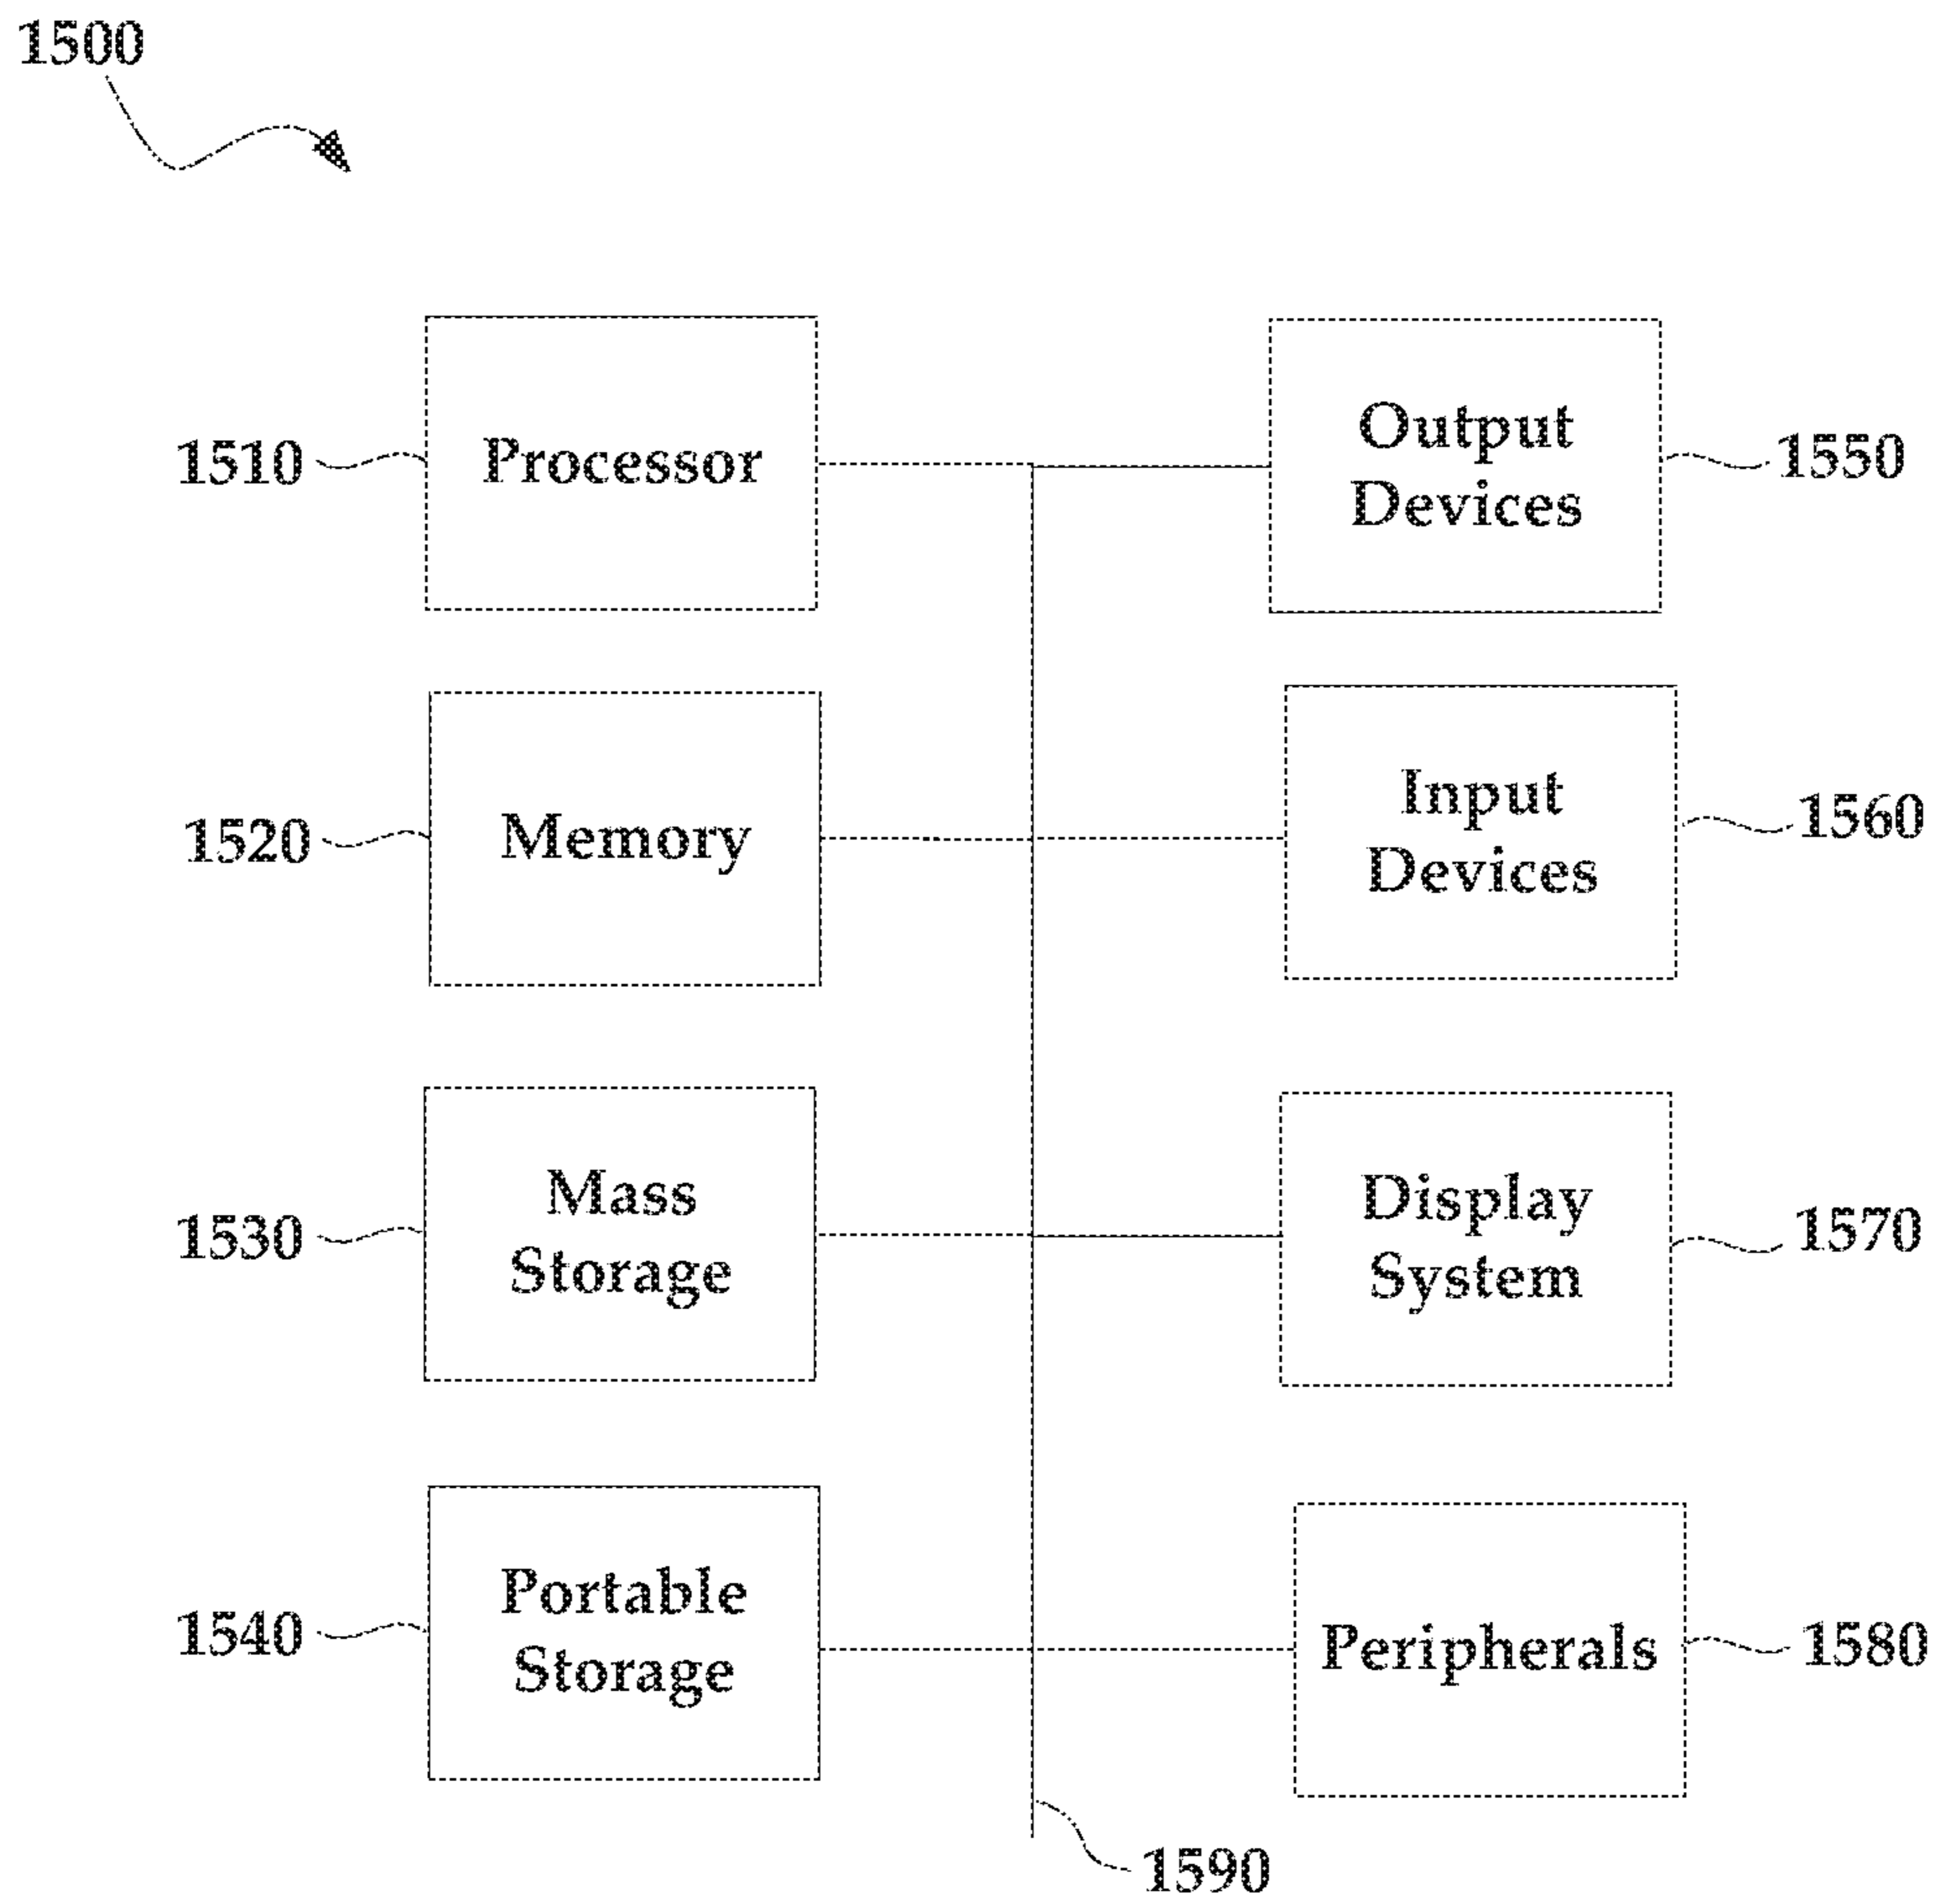 1500
1510
Processor
Output
Devices
1550
1520
Memory
Input
Devices
1560
1530
Mass
Storage
Display
System
1570
1540
Portable
Storage
Peripherals
1580
1590